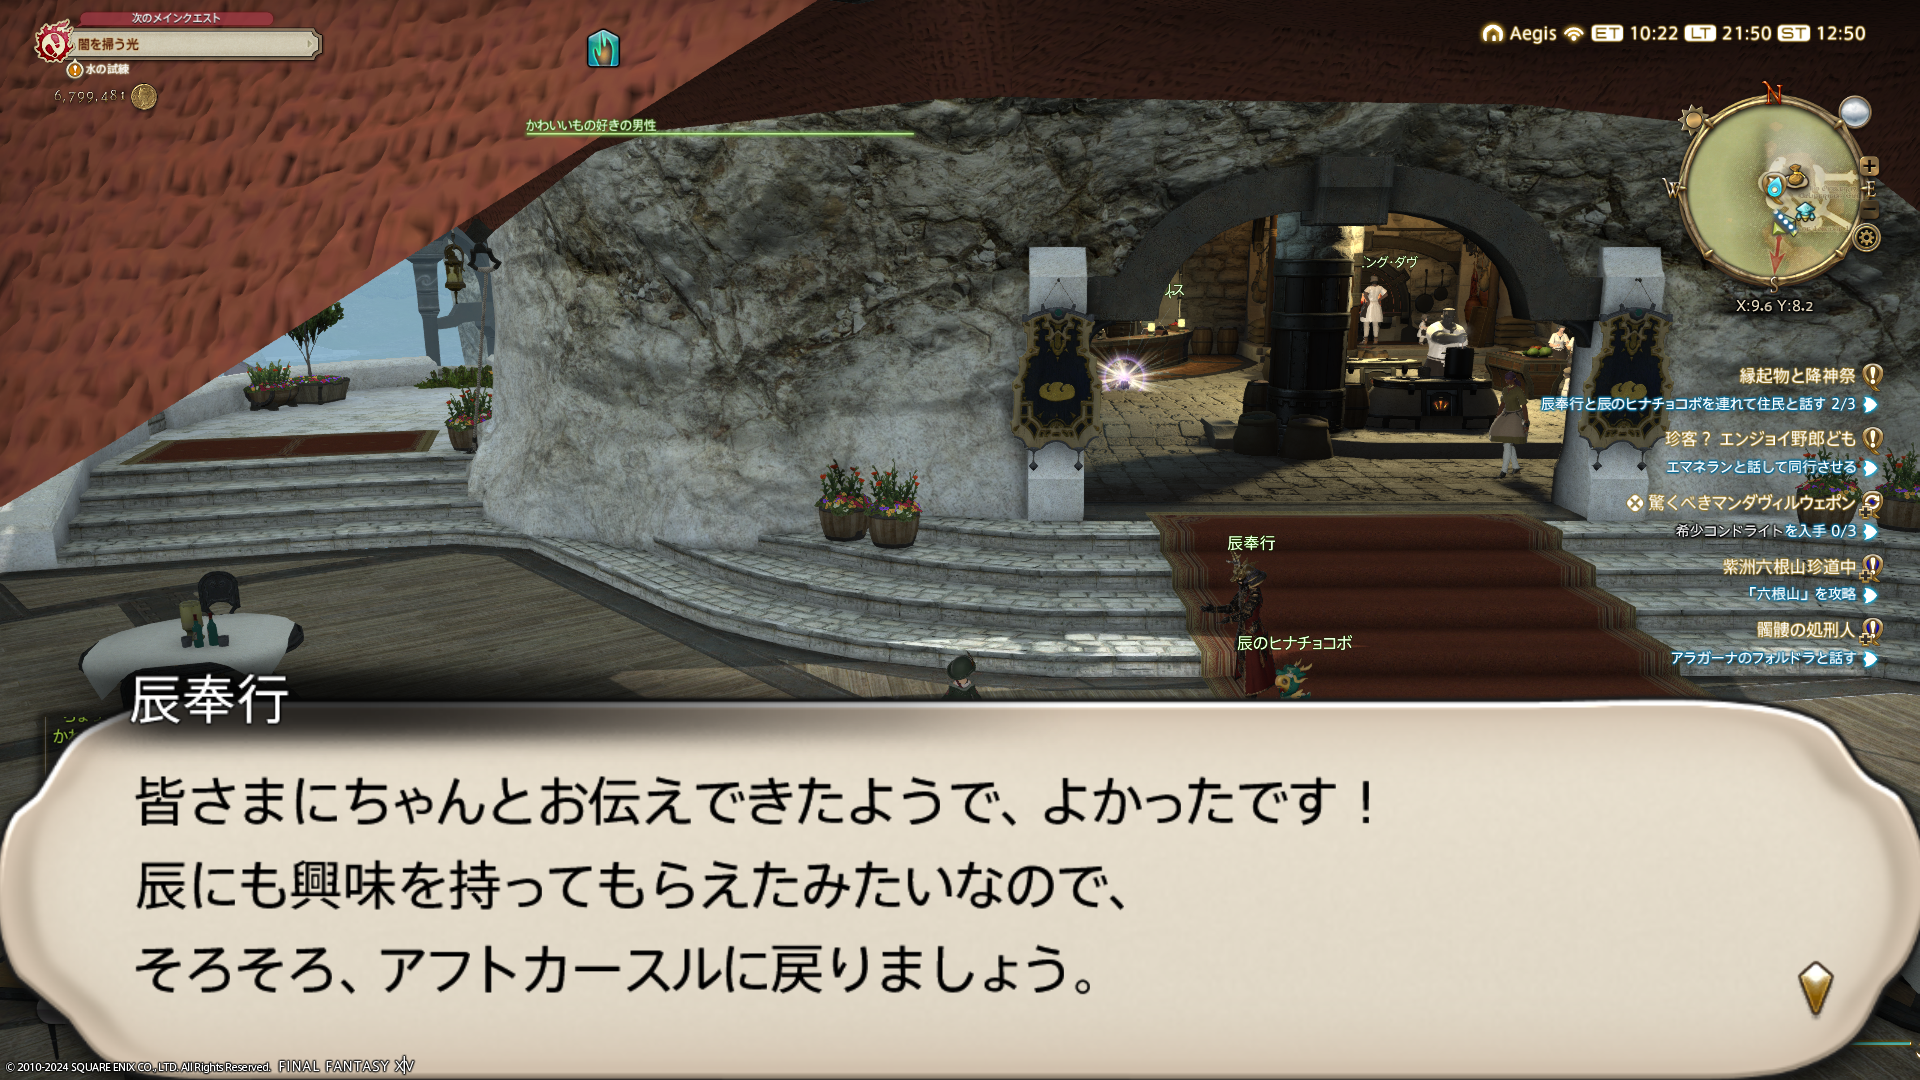 次のメインクエスト
闇を掃う光
水の試練
6,799,481
かわいいもの好きの男性
Aegis ET 10:22 LT 21:50 ST 12:50
N
W
E
S
X:9.6 Y:8.2
縁起物と降神祭
辰奉行と辰のヒナチョコボを連れて住民と話す 2/3
珍客? エンジョイ野郎ども
エマネランと話して同行させる
驚くべきマンダヴィルウェポン
希少コンドライトを入手 0/3
紫洲六根山珍道中
「六根山」を攻略
髑髏の処刑人
アラガーナのフォルドラと話す
ング・ダヴ
ス
辰奉行
辰のヒナチョコボ
辰奉行
皆さまにちゃんとお伝えできたようで、よかったです!
辰にも興味を持ってもらえたみたいなので、
そろそろ、アフトカースルに戻りましょう。
© 2010-2024 SQUARE ENIX CO., LTD. All Rights Reserved. FINAL FANTASY XIV